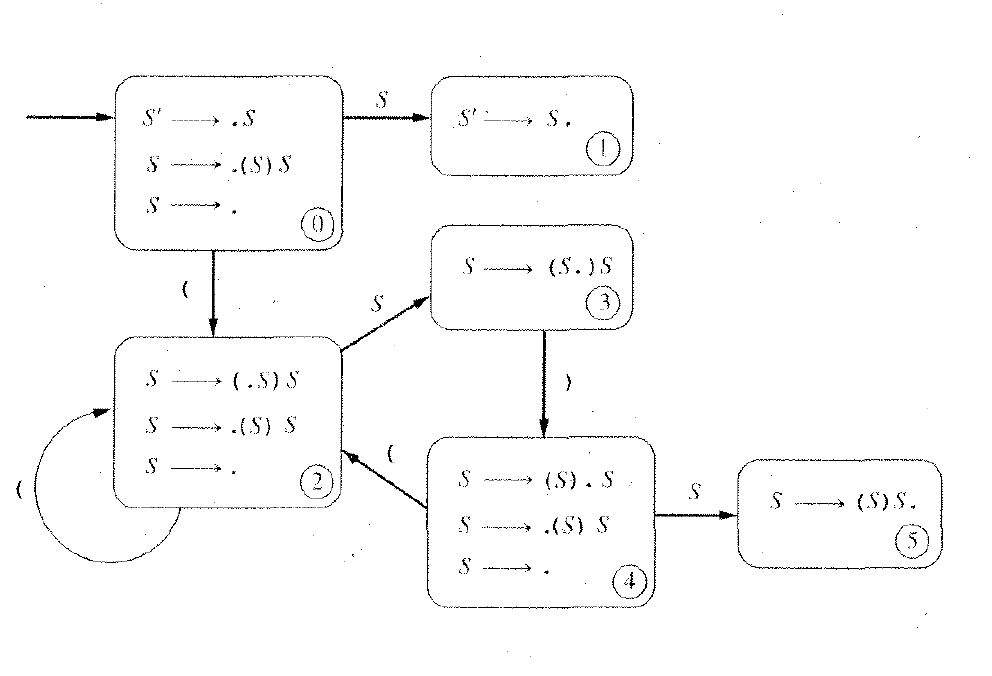 S' ⟶ .S
S ⟶ .(S) S
S ⟶ .
0
S
S' ⟶ S.
1
(
S
S ⟶ (S.) S
3
S ⟶ (.S) S
S ⟶ .(S) S
S ⟶ .
2
(
)
(
S ⟶ (S). S
S ⟶ .(S) S
S ⟶ .
4
S
S ⟶ (S) S.
5